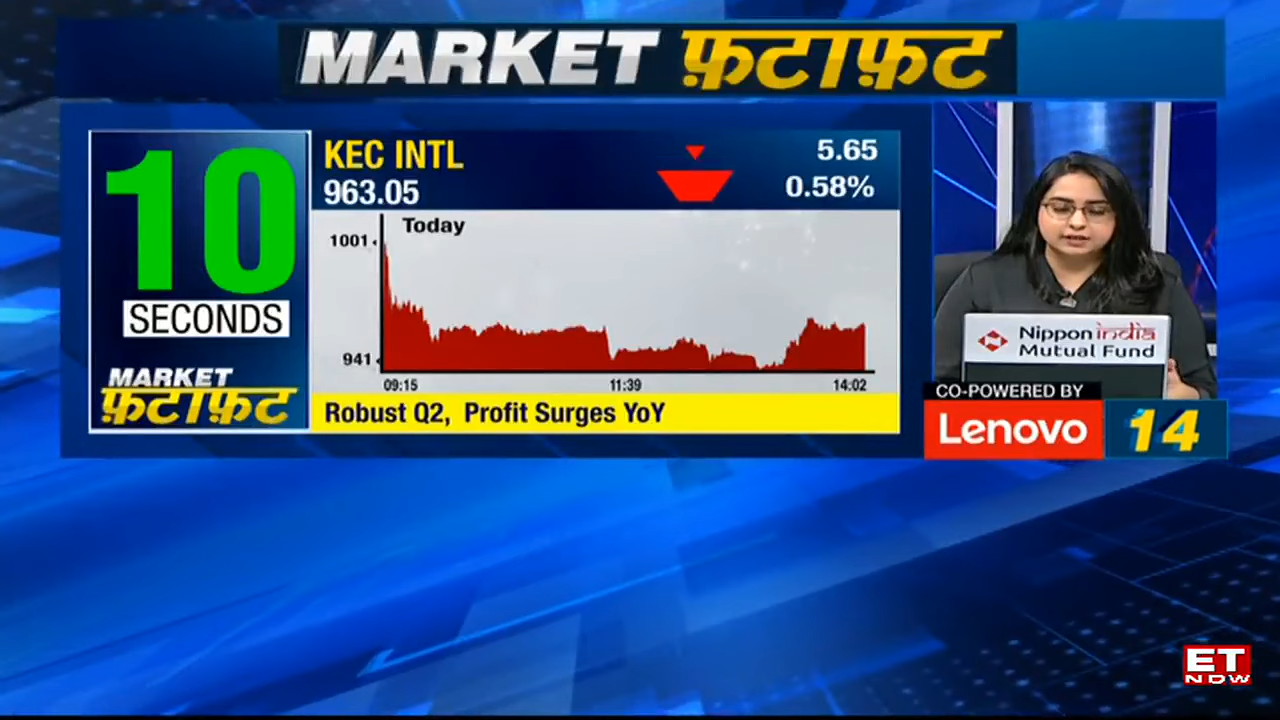 MARKET फ़टाफ़ट
10
SECONDS
MARKET
फ़टाफ़ट
KEC INTL
963.05
5.65
0.58%
Today
1001
941
09:15 11:39 14:02
Robust Q2, Profit Surges YoY
Nippon india
Mutual Fund
CO-POWERED BY
Lenovo
14
ET
NOW